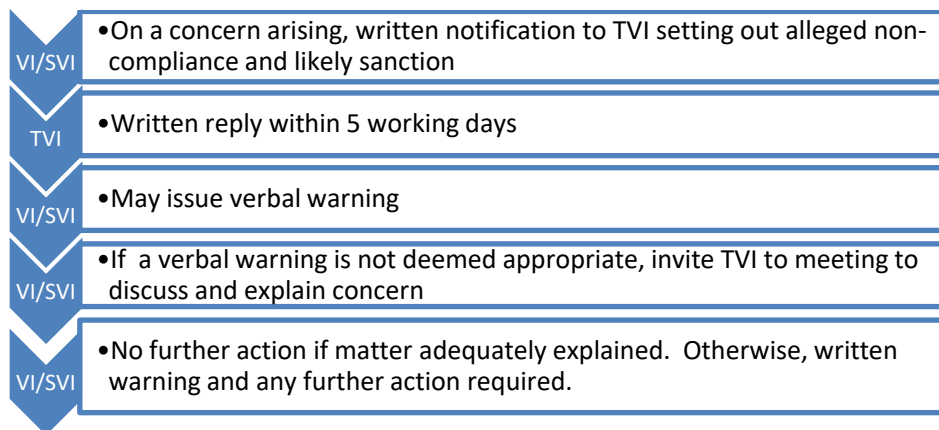 •On a concern arising, written notification to TVI setting out alleged non-
VI/SVI
compliance and likely sanction
TVI
•Written reply within 5 working days
VI/SVI
•May issue verbal warning
VI/SVI
•If  a verbal warning is not deemed appropriate, invite TVI to meeting to
discuss and explain concern
VI/SVI
•No further action if matter adequately explained.  Otherwise, written
warning and any further action required.